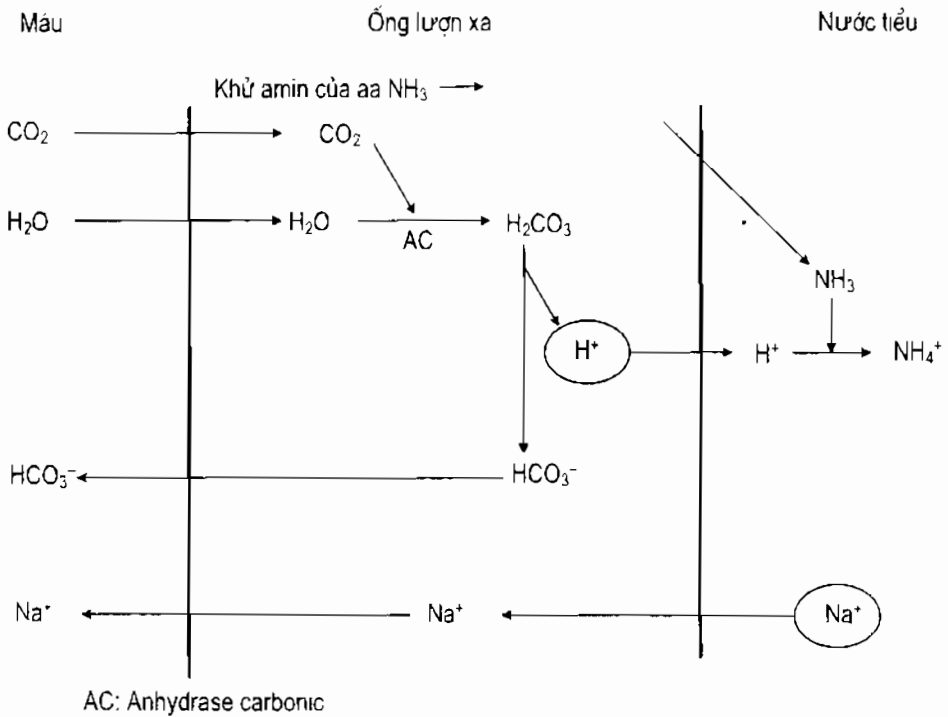 Máu Ống lượn xa Nước tiểu
Khử amin của aa NH₃
CO₂ CO₂
H₂O H₂O H₂CO₃
AC
NH₃
H⁺ H⁺ NH₄⁺
HCO₃⁻ HCO₃⁻
Na⁺ Na⁺ Na⁺
AC: Anhydrase carbonic